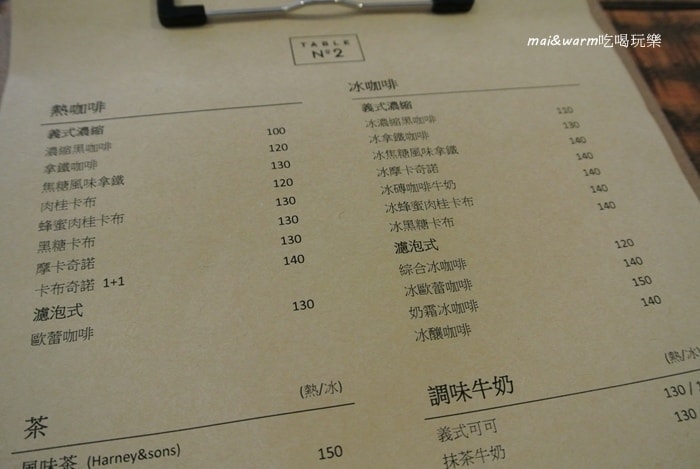 mai&warm吃喝玩樂
TABLE
Nº2
熱咖啡
義式濃縮
濃縮黑咖啡 100
拿鐵咖啡 120
焦糖風味拿鐵 130
肉桂卡布 120
蜂蜜肉桂卡布 130
黑糖卡布 130
摩卡奇諾 130
卡布奇諾 1+1 140
濾泡式
歐蕾咖啡 130
冰咖啡
義式濃縮
冰濃縮黑咖啡 110
冰拿鐵咖啡 130
冰焦糖風味拿鐵 140
冰摩卡奇諾 140
冰磚咖啡牛奶 140
冰蜂蜜肉桂卡布 140
冰黑糖卡布 140
濾泡式
綜合冰咖啡 120
冰歐蕾咖啡 140
奶霜冰咖啡 150
冰釀咖啡 140
茶 (熱/冰)
風味茶 (Harney&sons) 150
調味牛奶 (熱/冰)
義式可可 130 /
抹茶牛奶 130